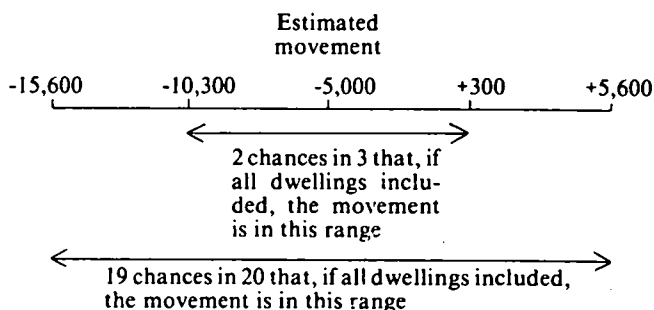 Estimated
movement
-15,600 -10,300 -5,000 +300 +5,600
2 chances in 3 that, if
all dwellings inclu-
ded, the movement
is in this range
19 chances in 20 that, if all dwellings included,
the movement is in this range